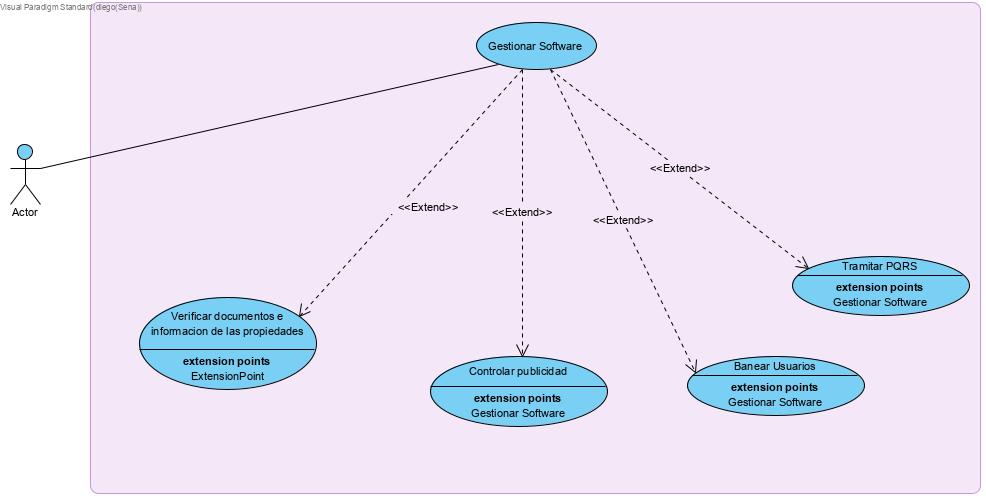 Visual Paradigm Standard(diego(Sena))
Gestionar Software
<<Extend>>
<<Extend>>
<<Extend>>
<<Extend>>
Actor
Tramitar PQRS
extension points
Gestionar Software
Verificar documentos e
informacion de las propiedades
extension points
ExtensionPoint
Controlar publicidad
extension points
Gestionar Software
Banear Usuarios
extension points
Gestionar Software